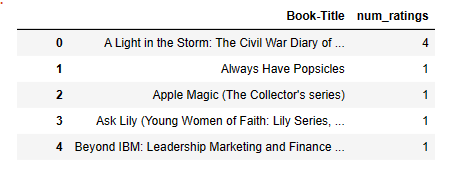 Book-Title num_ratings
0 A Light in the Storm: The Civil War Diary of ... 4
1 Always Have Popsicles 1
2 Apple Magic (The Collector's series) 1
3 Ask Lily (Young Women of Faith: Lily Series, ... 1
4 Beyond IBM: Leadership Marketing and Finance ... 1